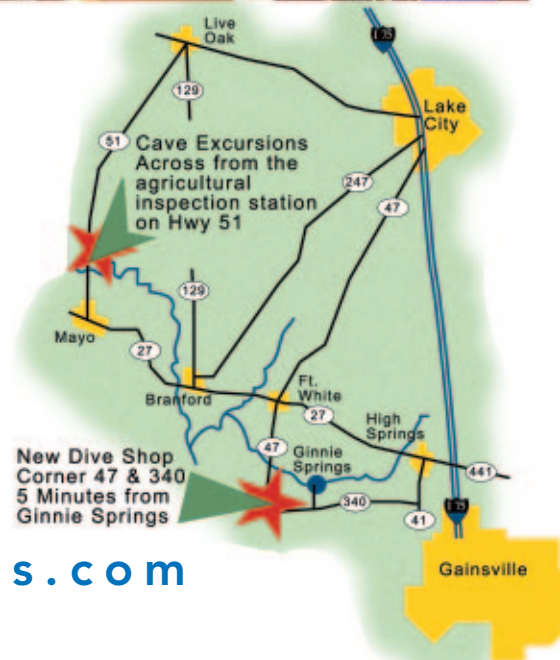 Live
Oak
I-75
129
Lake
City
51
Cave Excursions
Across from the
agricultural
inspection station
on Hwy 51
247
47
129
Mayo
27
Branford
Ft.
White
27
High
Springs
New Dive Shop
Corner 47 & 340
5 Minutes from
Ginnie Springs
47
Ginnie
Springs
441
340
41
I-75
s.com
Gainsville